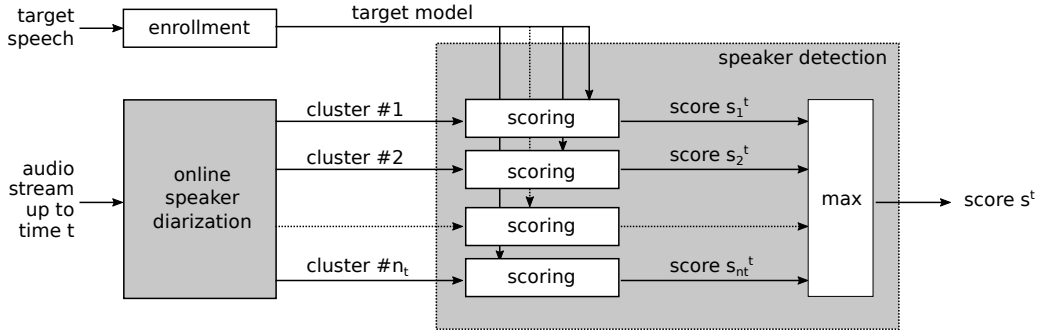 target
speech
enrollment
target model
speaker detection
cluster #1
scoring
score s₁ᵗ
cluster #2
scoring
score s₂ᵗ
audio
stream
up to
time t
online
speaker
diarization
scoring
max
score sᵗ
cluster #nₜ
scoring
score sₙₜᵗ